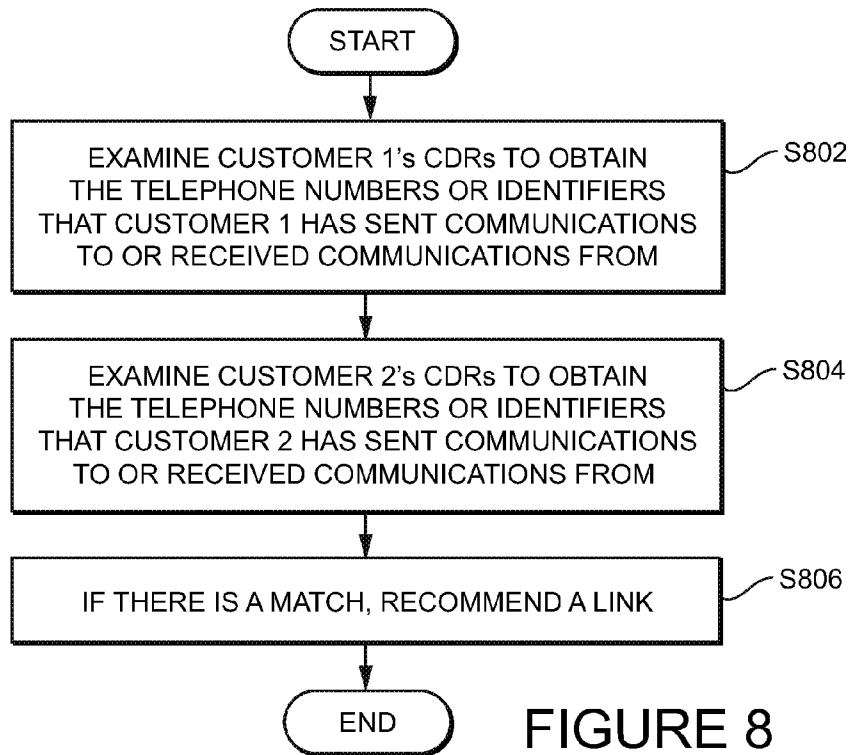 START
EXAMINE CUSTOMER 1's CDRs TO OBTAIN
THE TELEPHONE NUMBERS OR IDENTIFIERS
THAT CUSTOMER 1 HAS SENT COMMUNICATIONS
TO OR RECEIVED COMMUNICATIONS FROM
S802
EXAMINE CUSTOMER 2's CDRs TO OBTAIN
THE TELEPHONE NUMBERS OR IDENTIFIERS
THAT CUSTOMER 2 HAS SENT COMMUNICATIONS
TO OR RECEIVED COMMUNICATIONS FROM
S804
IF THERE IS A MATCH, RECOMMEND A LINK
S806
END
FIGURE 8